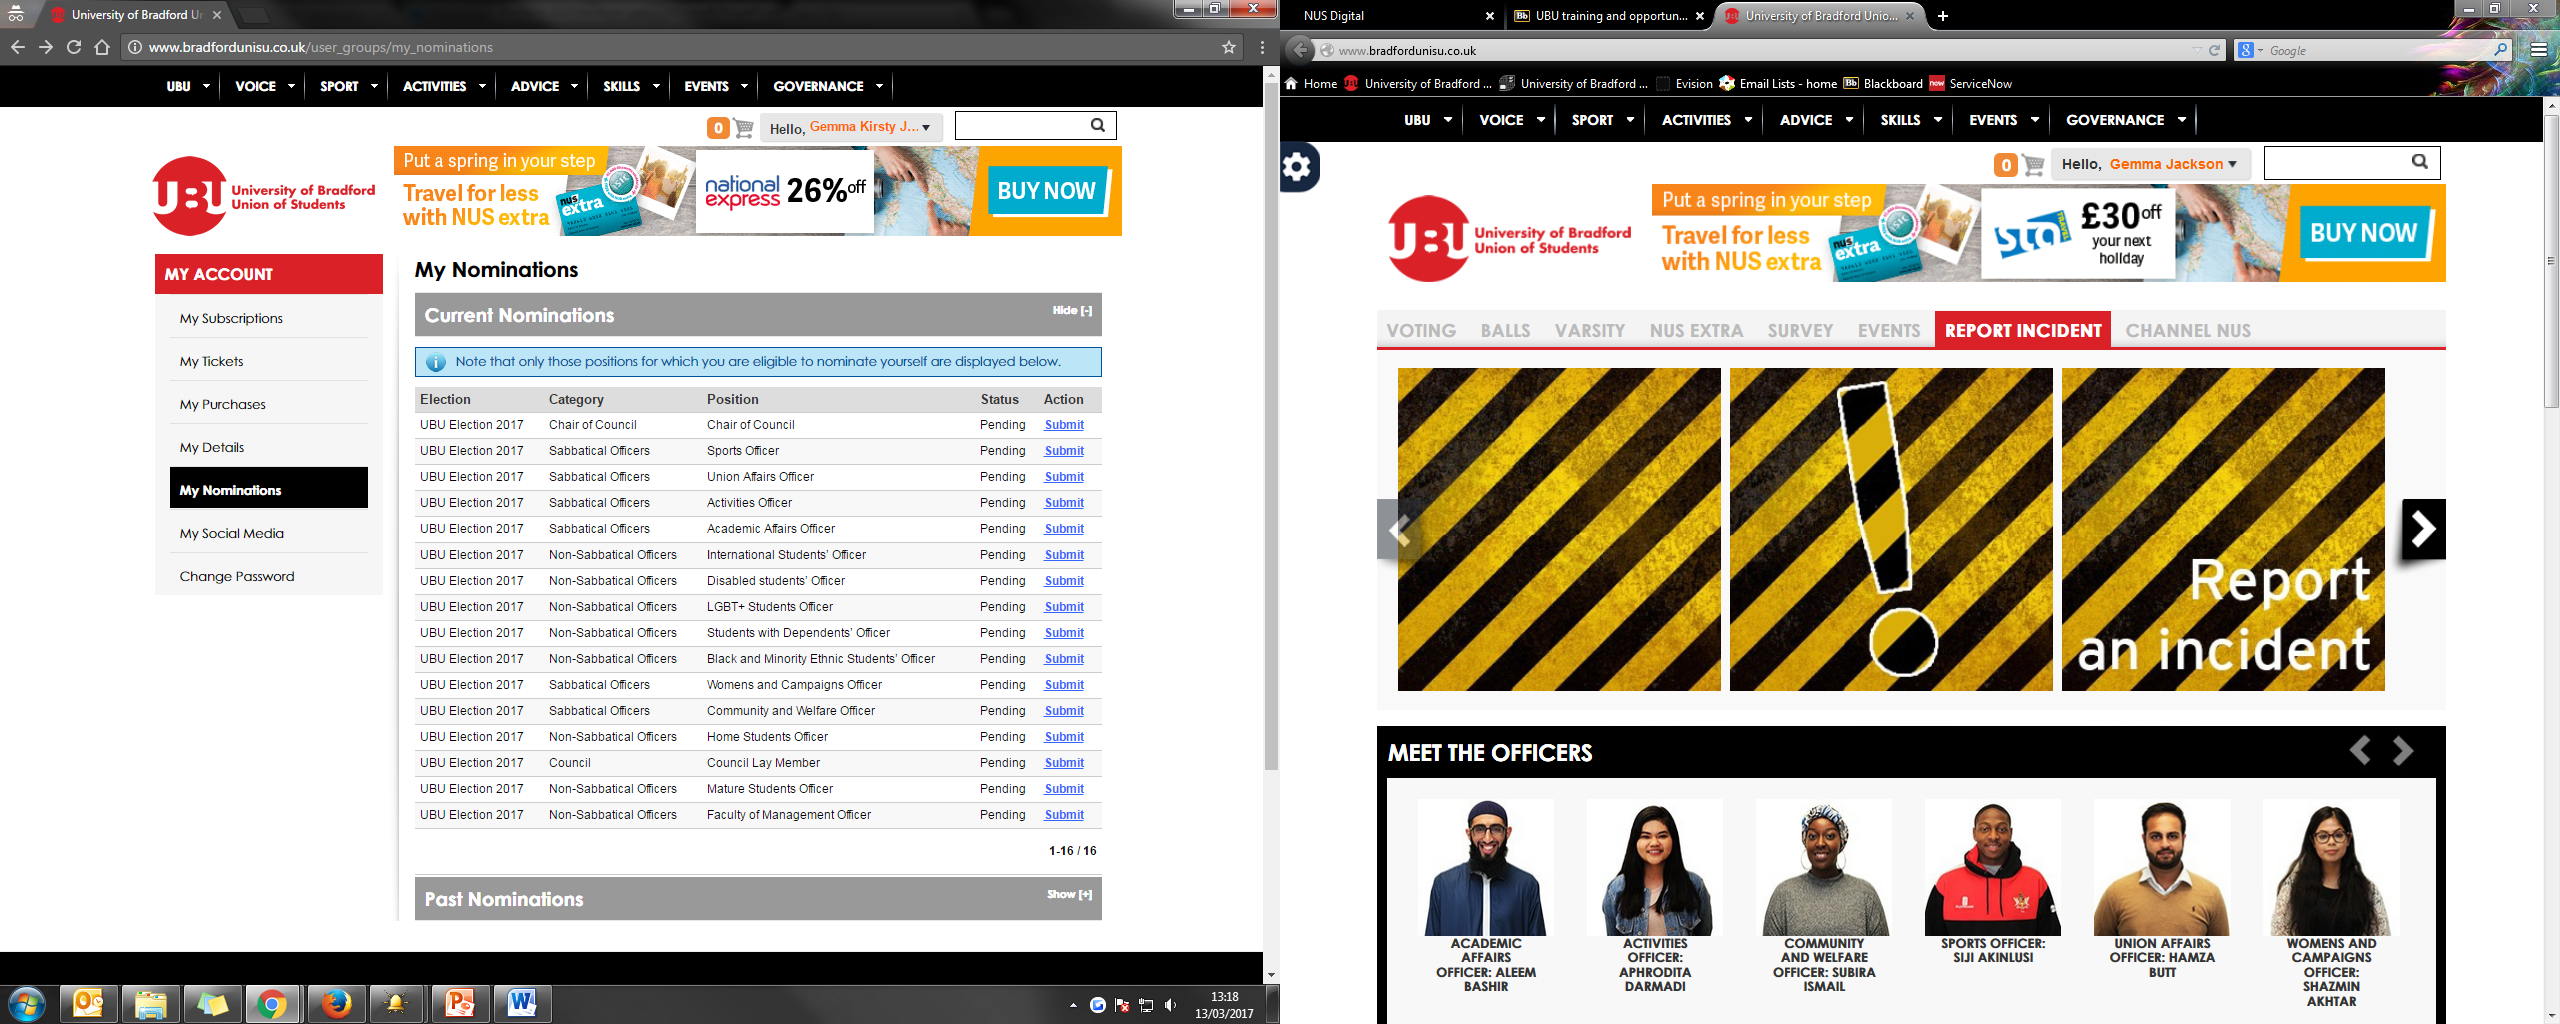 University of Bradford Un
www.bradfordunisu.co.uk/user_groups/my_nominations
UBU VOICE SPORT ACTIVITIES ADVICE SKILLS EVENTS GOVERNANCE
0 Hello, Gemma Kirsty J...
UBU University of Bradford
Union of Students
Put a spring in your step
Travel for less
with NUS extra
nus extra
national express 26% off
BUY NOW
MY ACCOUNT
My Subscriptions
My Tickets
My Purchases
My Details
My Nominations
My Social Media
Change Password
My Nominations
Current Nominations Hide [-]
Note that only those positions for which you are eligible to nominate yourself are displayed below.
Election Category Position Status Action
UBU Election 2017 Chair of Council Chair of Council Pending Submit
UBU Election 2017 Sabbatical Officers Sports Officer Pending Submit
UBU Election 2017 Sabbatical Officers Union Affairs Officer Pending Submit
UBU Election 2017 Sabbatical Officers Activities Officer Pending Submit
UBU Election 2017 Sabbatical Officers Academic Affairs Officer Pending Submit
UBU Election 2017 Non-Sabbatical Officers International Students' Officer Pending Submit
UBU Election 2017 Non-Sabbatical Officers Disabled students' Officer Pending Submit
UBU Election 2017 Non-Sabbatical Officers LGBT+ Students Officer Pending Submit
UBU Election 2017 Non-Sabbatical Officers Students with Dependents' Officer Pending Submit
UBU Election 2017 Non-Sabbatical Officers Black and Minority Ethnic Students' Officer Pending Submit
UBU Election 2017 Sabbatical Officers Womens and Campaigns Officer Pending Submit
UBU Election 2017 Sabbatical Officers Community and Welfare Officer Pending Submit
UBU Election 2017 Non-Sabbatical Officers Home Students Officer Pending Submit
UBU Election 2017 Council Council Lay Member Pending Submit
UBU Election 2017 Non-Sabbatical Officers Mature Students Officer Pending Submit
UBU Election 2017 Non-Sabbatical Officers Faculty of Management Officer Pending Submit
1-16 / 16
Past Nominations Show [+]
13:18
13/03/2017
NUS Digital Bb UBU training and opportun... University of Bradford Unio...
www.bradfordunisu.co.uk Google
Home University of Bradford ... University of Bradford ... Evision Email Lists - home Bb Blackboard now ServiceNow
UBU VOICE SPORT ACTIVITIES ADVICE SKILLS EVENTS GOVERNANCE
0 Hello, Gemma Jackson
UBU University of Bradford
Union of Students
Put a spring in your step
Travel for less
with NUS extra
nus extra
sta TRAVEL £30 off
your next
holiday
BUY NOW
VOTING BALLS VARSITY NUS EXTRA SURVEY EVENTS REPORT INCIDENT CHANNEL NUS
!
Report
an incident
MEET THE OFFICERS
ACADEMIC
AFFAIRS
OFFICER: ALEEM
BASHIR
ACTIVITIES
OFFICER:
APHRODITA
DARMADI
COMMUNITY
AND WELFARE
OFFICER: SUBIRA
ISMAIL
SPORTS OFFICER:
SIJI AKINLUSI
UNION AFFAIRS
OFFICER: HAMZA
BUTT
WOMENS AND
CAMPAIGNS
OFFICER:
SHAZMIN
AKHTAR